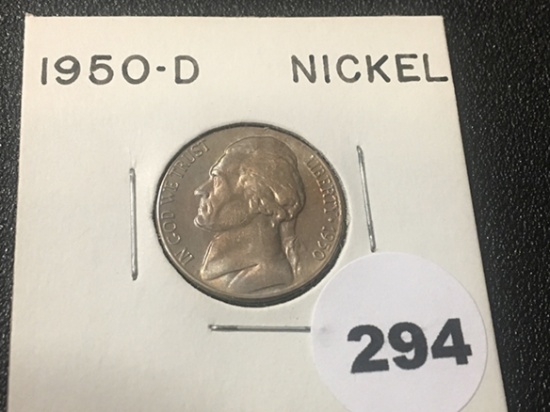 1950-D NICKEL
IN GOD WE TRUST
LIBERTY · 1950
294